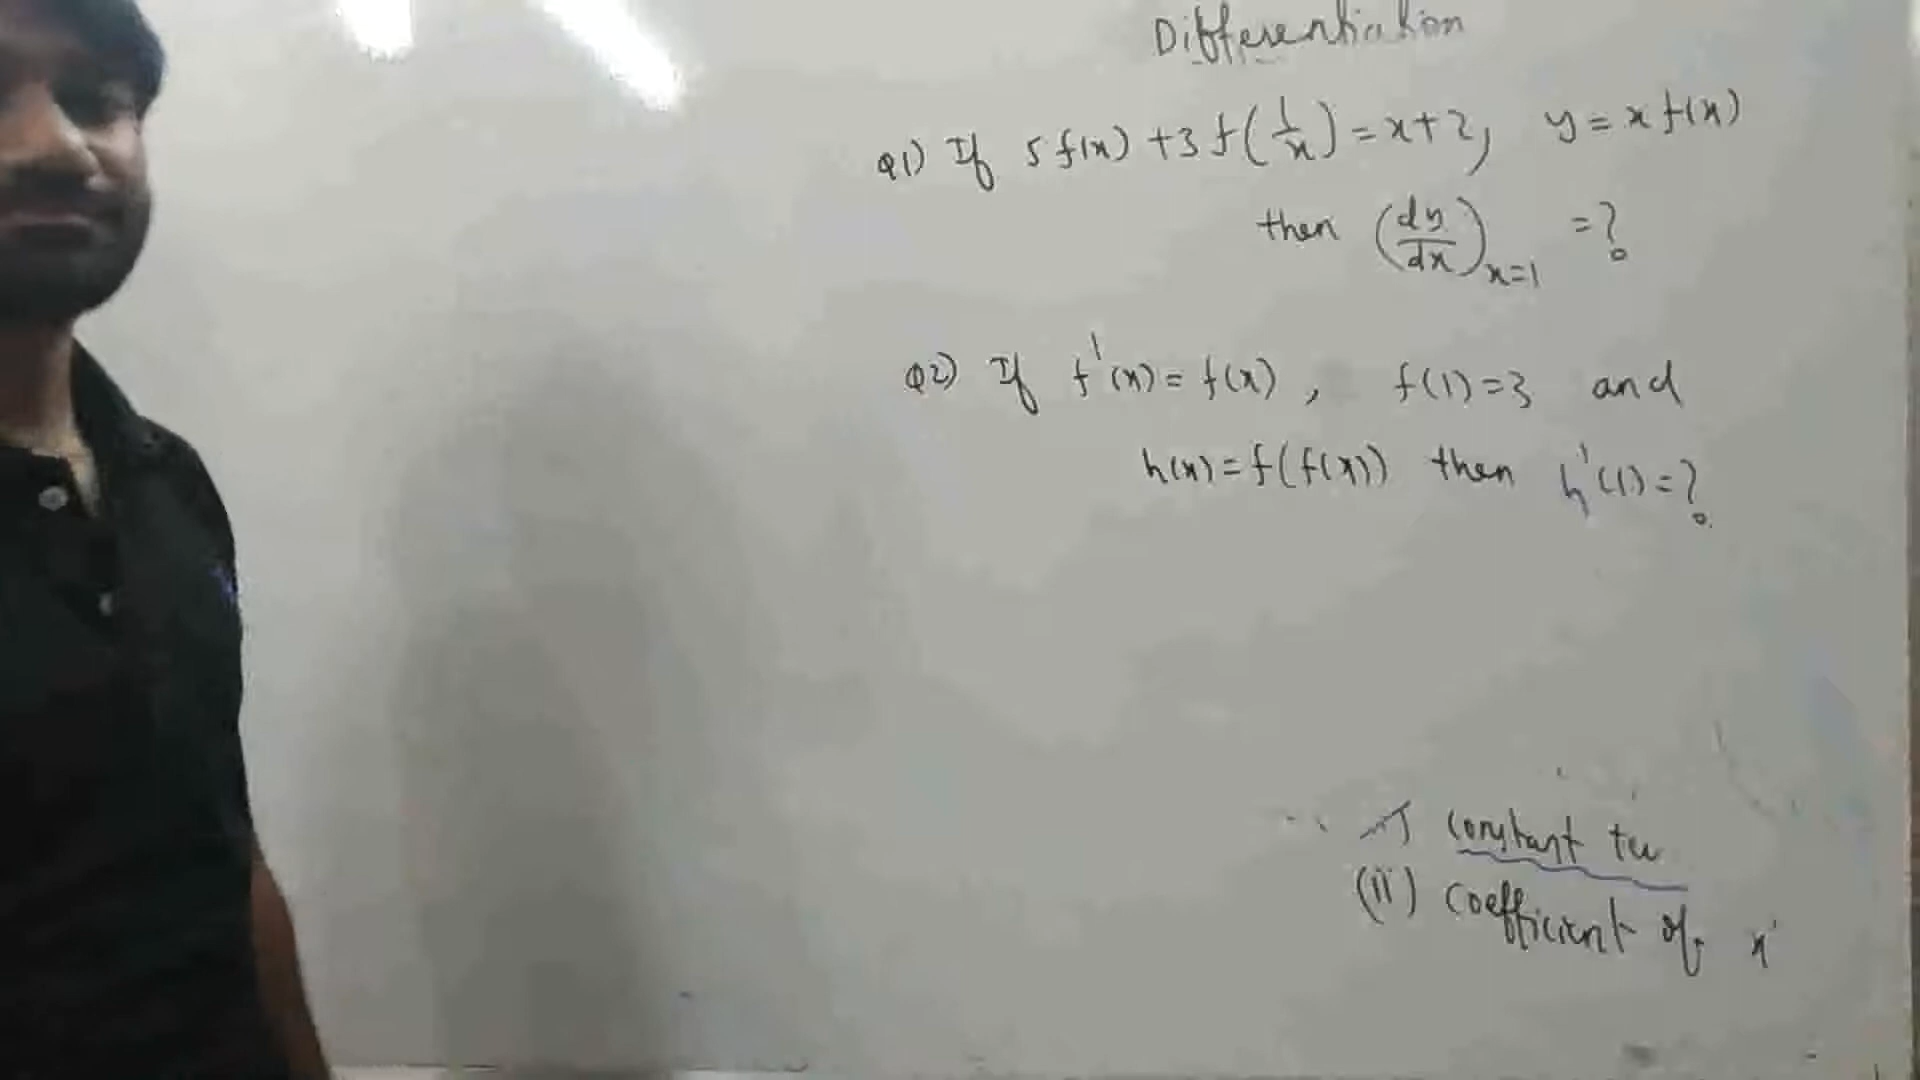 Differentiation
Q1) If 5f(x) + 3f(1/x) = x+2, y = x f(x)
then (dy/dx)x=1 = ?
Q2) If f'(x) = f(x), f(1) = 3 and
h(x) = f(f(x)) then h'(1) = ?
constant
(ii) coefficient of x